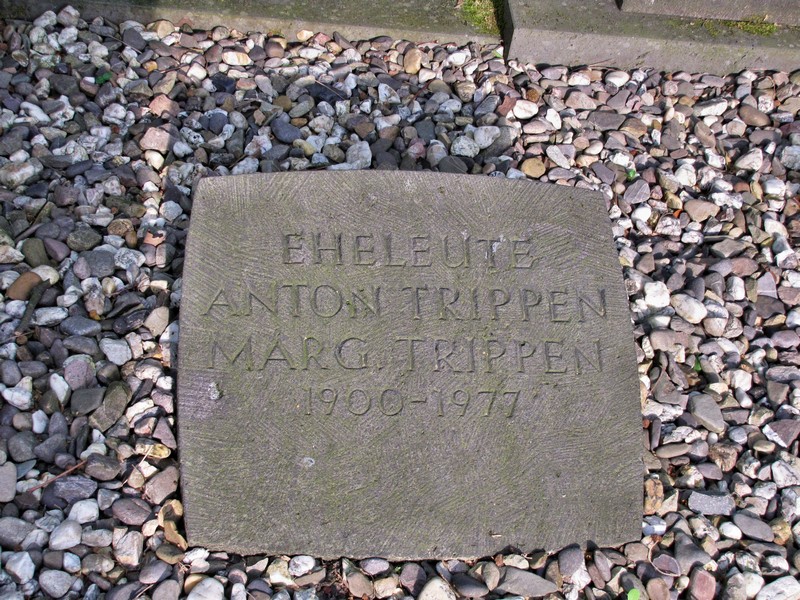 EHELEUTE
ANTON TRIPPEN
MARG. TRIPPEN
1900-1977